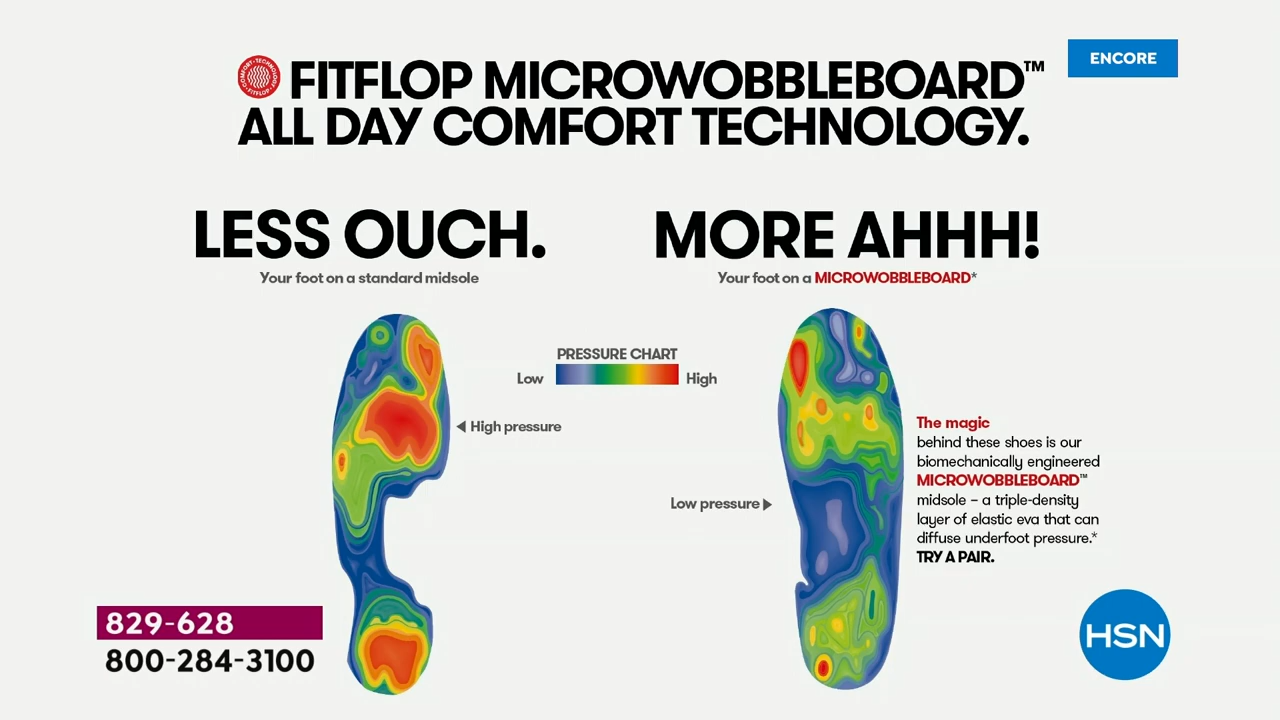 ENCORE
FITFLOP MICROWOBBLEBOARD™
ALL DAY COMFORT TECHNOLOGY.
LESS OUCH.
Your foot on a standard midsole
MORE AHHH!
Your foot on a MICROWOBBLEBOARD*
PRESSURE CHART
Low
High
High pressure
Low pressure
The magic
behind these shoes is our
biomechanically engineered
MICROWOBBLEBOARD™
midsole – a triple-density
layer of elastic eva that can
diffuse underfoot pressure.*
TRY A PAIR.
829-628
800-284-3100
HSN